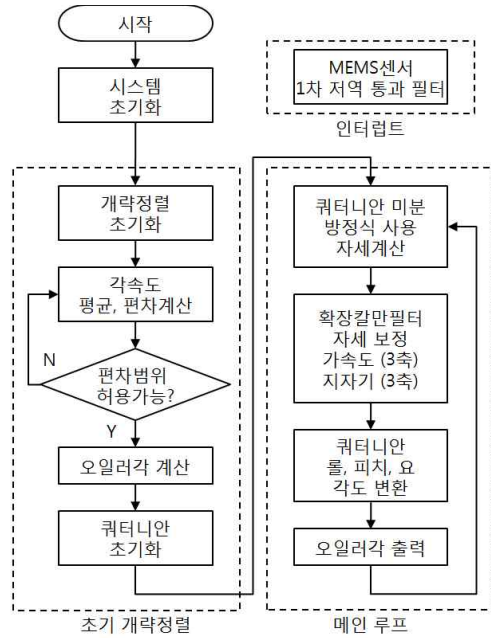 시작
시스템
초기화
MEMS센서
1차 저역 통과 필터
인터럽트
개략정렬
초기화
각속도
평균, 편차계산
N
편차범위
허용가능?
Y
오일러각 계산
쿼터니안
초기화
초기 개략정렬
쿼터니안 미분
방정식 사용
자세계산
확장칼만필터
자세 보정
가속도 (3축)
지자기 (3축)
쿼터니안
롤, 피치, 요
각도 변환
오일러각 출력
메인 루프